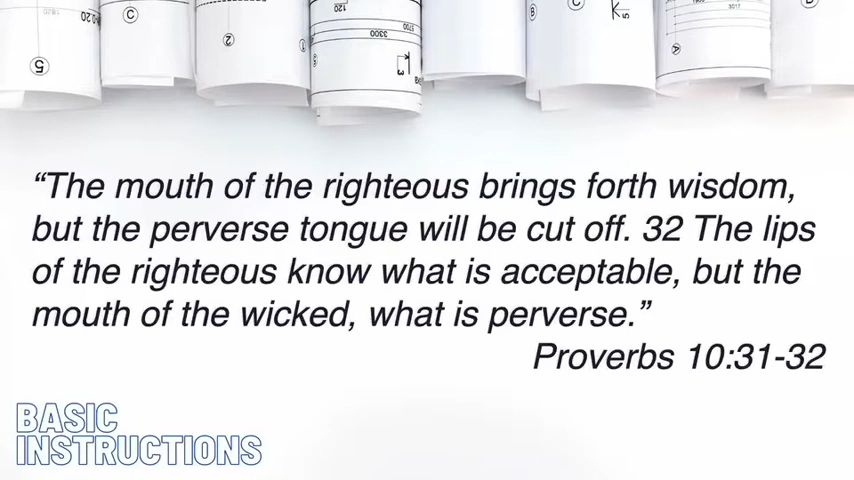 “The mouth of the righteous brings forth wisdom,
but the perverse tongue will be cut off. 32 The lips
of the righteous know what is acceptable, but the
mouth of the wicked, what is perverse.”
Proverbs 10:31-32
BASIC
INSTRUCTIONS